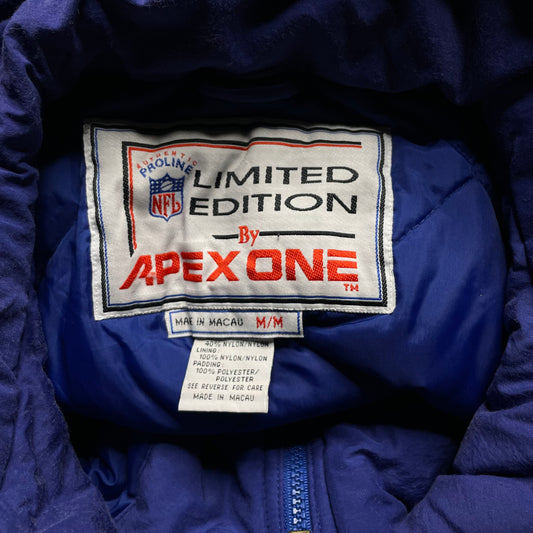 AUTHENTIC
PROLINE
NFL
LIMITED
EDITION
By
APEX ONE
TM
MADE IN MACAU M/M
40% NYLON/NYLON
LINING:
100% NYLON/NYLON
PADDING:
100% POLYESTER/
POLYESTER
SEE REVERSE FOR CARE
MADE IN MACAU